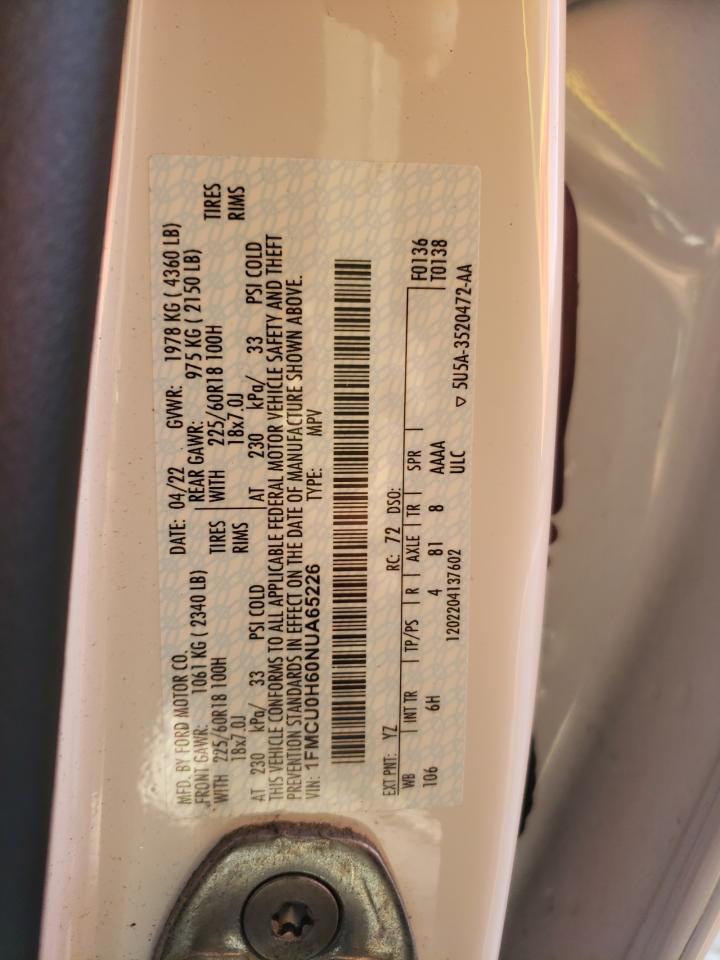 MFD. BY FORD MOTOR CO. DATE: 04/22 GVWR: 1978 KG ( 4360 LB)
FRONT GAWR: 1061 KG ( 2340 LB) REAR GAWR: 975 KG ( 2150 LB)
WITH 225/60R18 100H TIRES WITH 225/60R18 100H TIRES
18x7.0J RIMS 18x7.0J RIMS
AT 230 kPa/ 33 PSI COLD AT 230 kPa/ 33 PSI COLD
THIS VEHICLE CONFORMS TO ALL APPLICABLE FEDERAL MOTOR VEHICLE SAFETY AND THEFT
PREVENTION STANDARDS IN EFFECT ON THE DATE OF MANUFACTURE SHOWN ABOVE.
VIN: 1FMCU0H60NUA65226 TYPE: MPV
EXT PNT: YZ RC: 72 DSO: F0136
WB INT TR TP/PS R AXLE TR SPR T0138
106 6H 4 81 8 AAAA
1202204137602 ULC ▽ 5U5A-3520472-AA